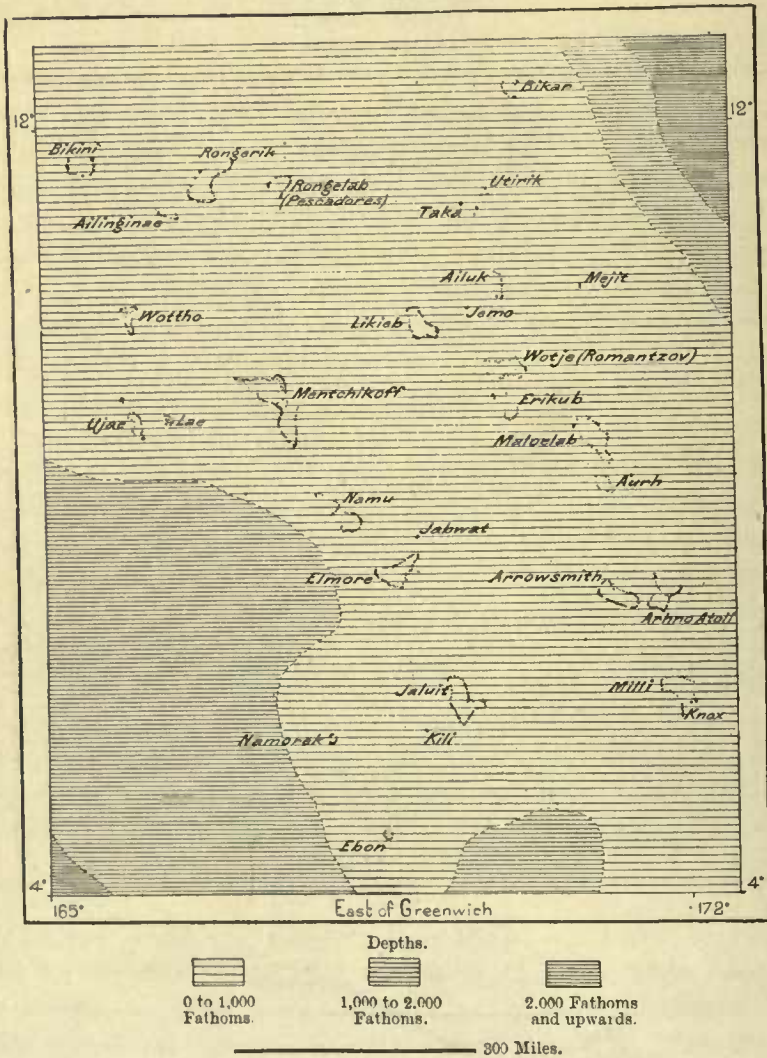 Bikar
12°
12°
Bikini
Rongerik
Rongelab
(Pescadores)
Utirik
Ailinginae
Taka
Ailuk
Mejit
Wottho
Likieb
Jemo
Wotje (Romantzov)
Mentchikoff
Erikub
Ujae
Lae
Maloelab
Aurh
Namu
Jabwat
Elmore
Arrowsmith
Arhno Atoll
Jaluit
Milli
Knox
Namorek
Kili
Ebon
4°
4°
165°
East of Greenwich
172°
Depths.
0 to 1,000
Fathoms.
1,000 to 2,000
Fathoms.
2,000 Fathoms
and upwards.
300 Miles.